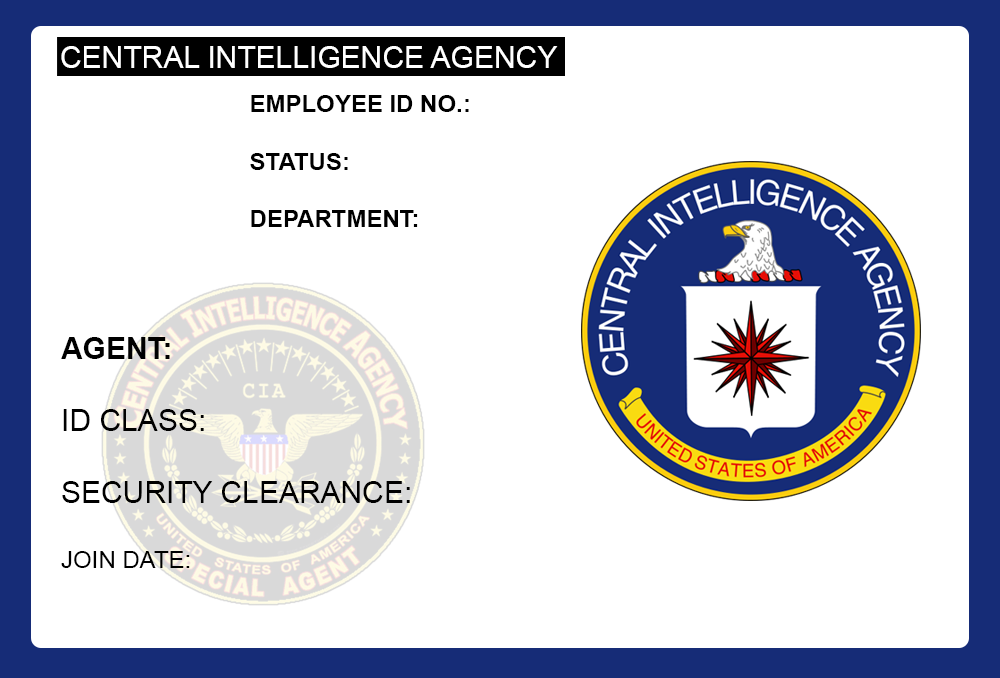 CENTRAL INTELLIGENCE AGENCY
EMPLOYEE ID NO.:
STATUS:
DEPARTMENT:
CENTRAL INTELLIGENCE AGENCY
UNITED STATES OF AMERICA
CENTRAL INTELLIGENCE AGENCY
CIA
AGENT:
ID CLASS:
SECURITY CLEARANCE:
UNITED STATES OF AMERICA
SPECIAL AGENT
JOIN DATE: